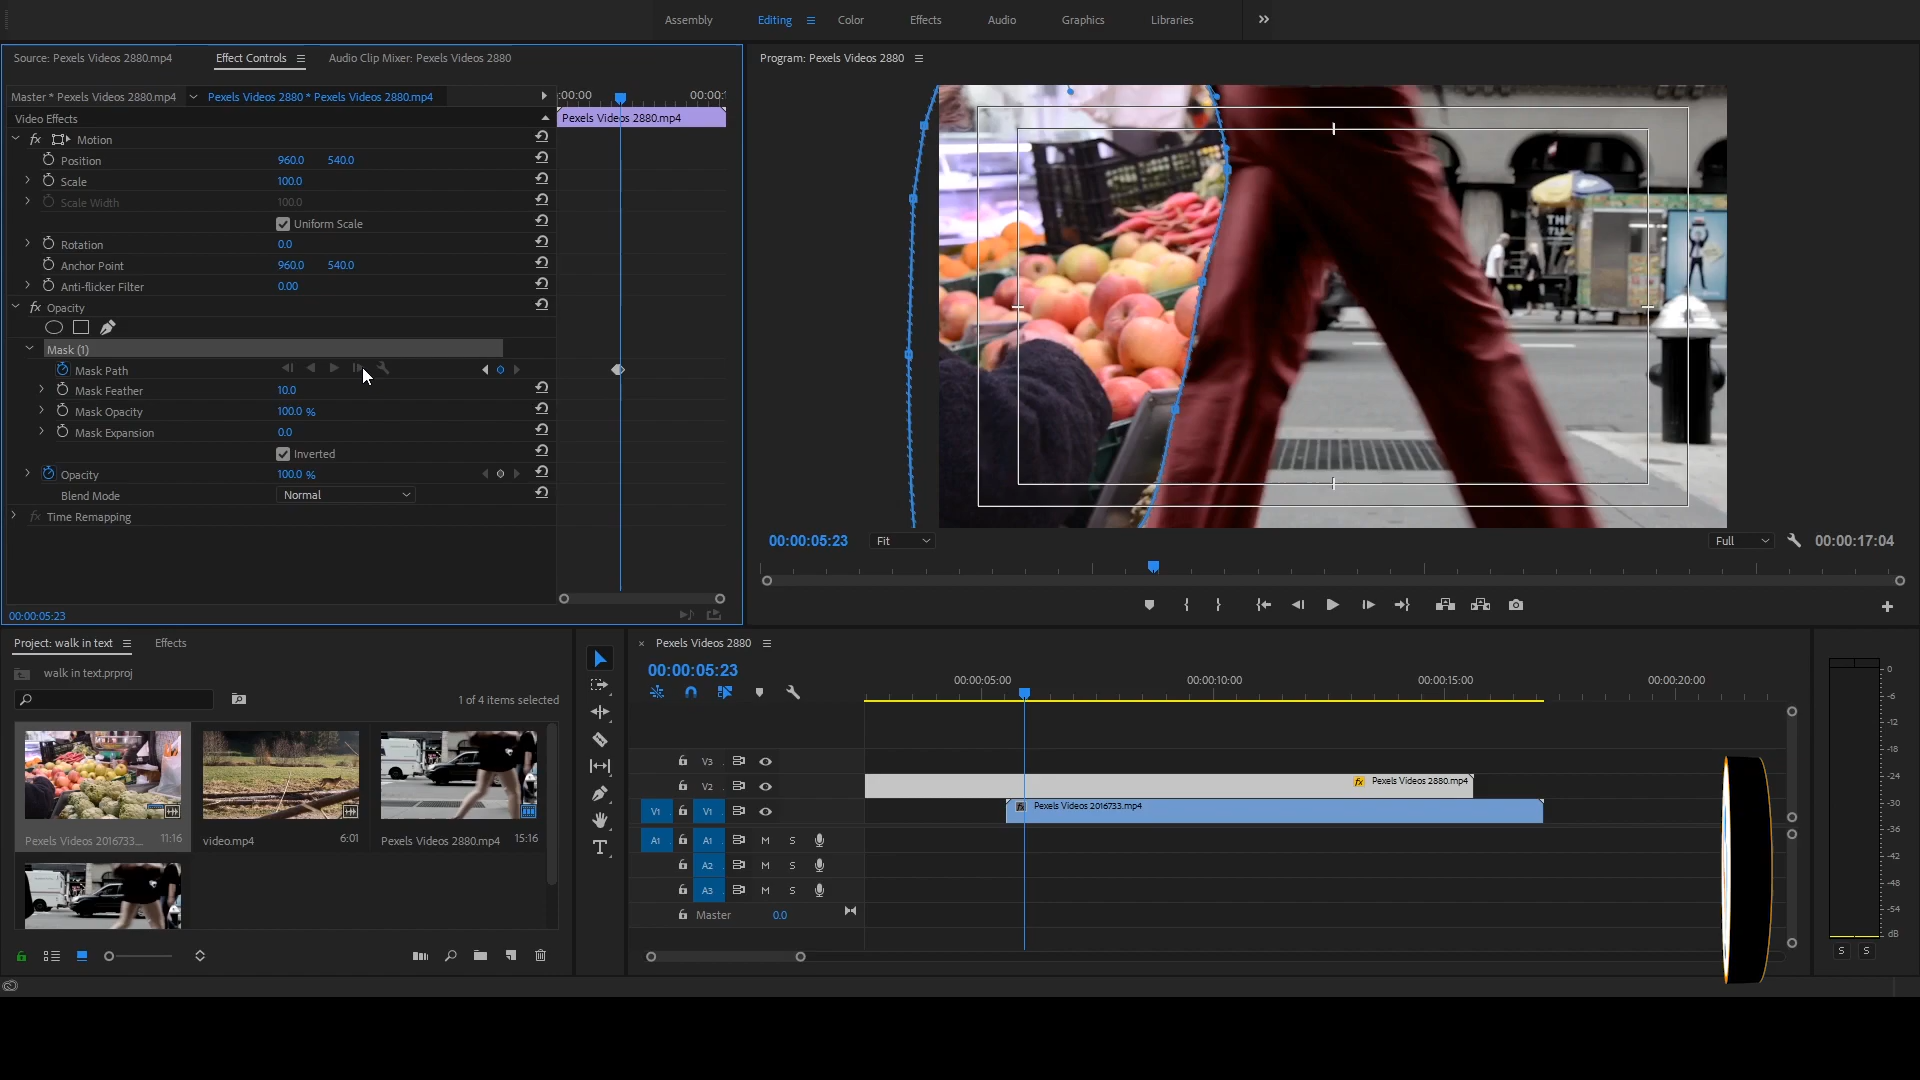 Assembly Editing Color Effects Audio Graphics Libraries
Source: Pexels Videos 2880.mp4 Effect Controls Audio Clip Mixer: Pexels Videos 2880
Program: Pexels Videos 2880
Master * Pexels Videos 2880.mp4 Pexels Videos 2880 * Pexels Videos 2880.mp4
:00:00 00:00:1
Video Effects
Pexels Videos 2880.mp4
fx Motion
Position 960.0 540.0
Scale 100.0
Scale Width 100.0
Uniform Scale
Rotation 0.0
Anchor Point 960.0 540.0
Anti-flicker Filter 0.00
fx Opacity
Mask (1)
Mask Path
Mask Feather 10.0
Mask Opacity 100.0 %
Mask Expansion 0.0
Inverted
Opacity 100.0 %
Blend Mode Normal
fx Time Remapping
THE
00:00:05:23 Fit Full 00:00:17:04
00:00:05:23
Project: walk in text Effects
walk in text.prproj
1 of 4 items selected
Pexels Videos 2016733... 11:16
video.mp4 6:01
Pexels Videos 2880.mp4 15:16
Pexels Videos 2880
00:00:05:23
00:00:05:00 00:00:10:00 00:00:15:00 00:00:20:00
V3
V2 fx Pexels Videos 2880.mp4
V1 V1 fx Pexels Videos 2016733.mp4
A1 A1 M S
A2 M S
A3 M S
Master 0.0
0
-6
-12
-18
-24
-30
-36
-42
-48
-54
dB
S S